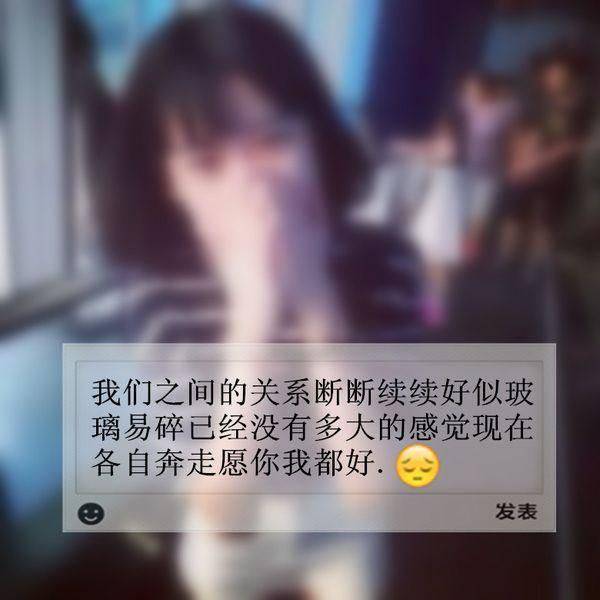 我们之间的关系断断续续好似玻
璃易碎已经没有多大的感觉现在
各自奔走愿你我都好.
发表